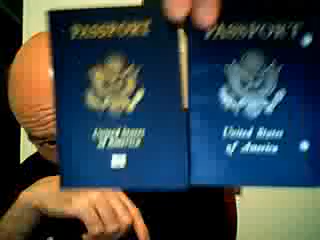 PASSPORT
United States
of America
PASSPORT
United States
of America